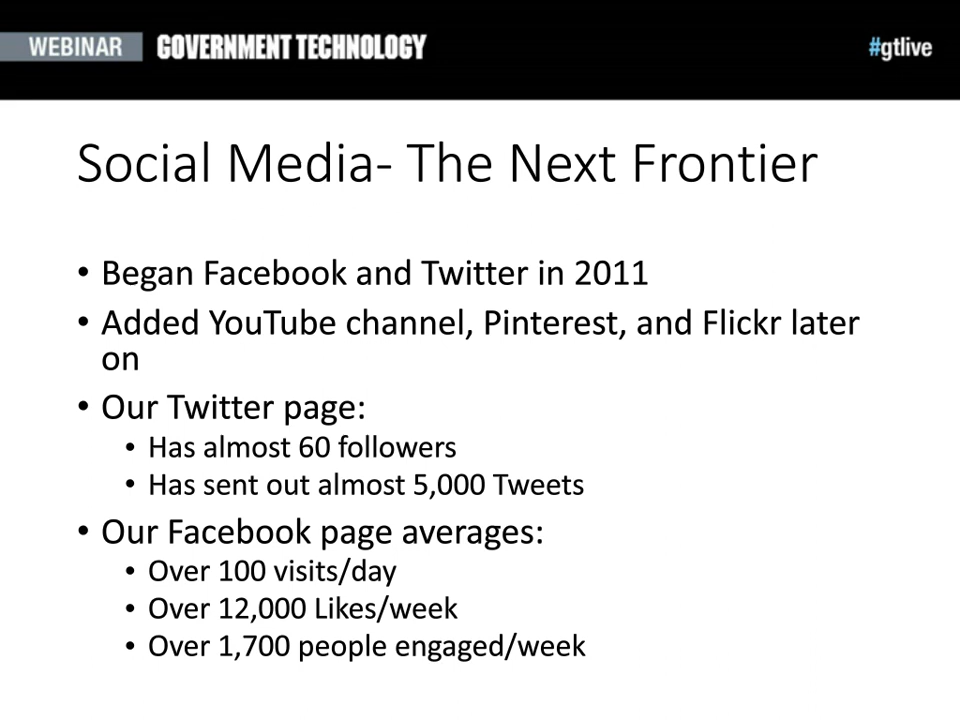 WEBINAR GOVERNMENT TECHNOLOGY #gtlive
Social Media- The Next Frontier
• Began Facebook and Twitter in 2011
• Added YouTube channel, Pinterest, and Flickr later
on
• Our Twitter page:
• Has almost 60 followers
• Has sent out almost 5,000 Tweets
• Our Facebook page averages:
• Over 100 visits/day
• Over 12,000 Likes/week
• Over 1,700 people engaged/week